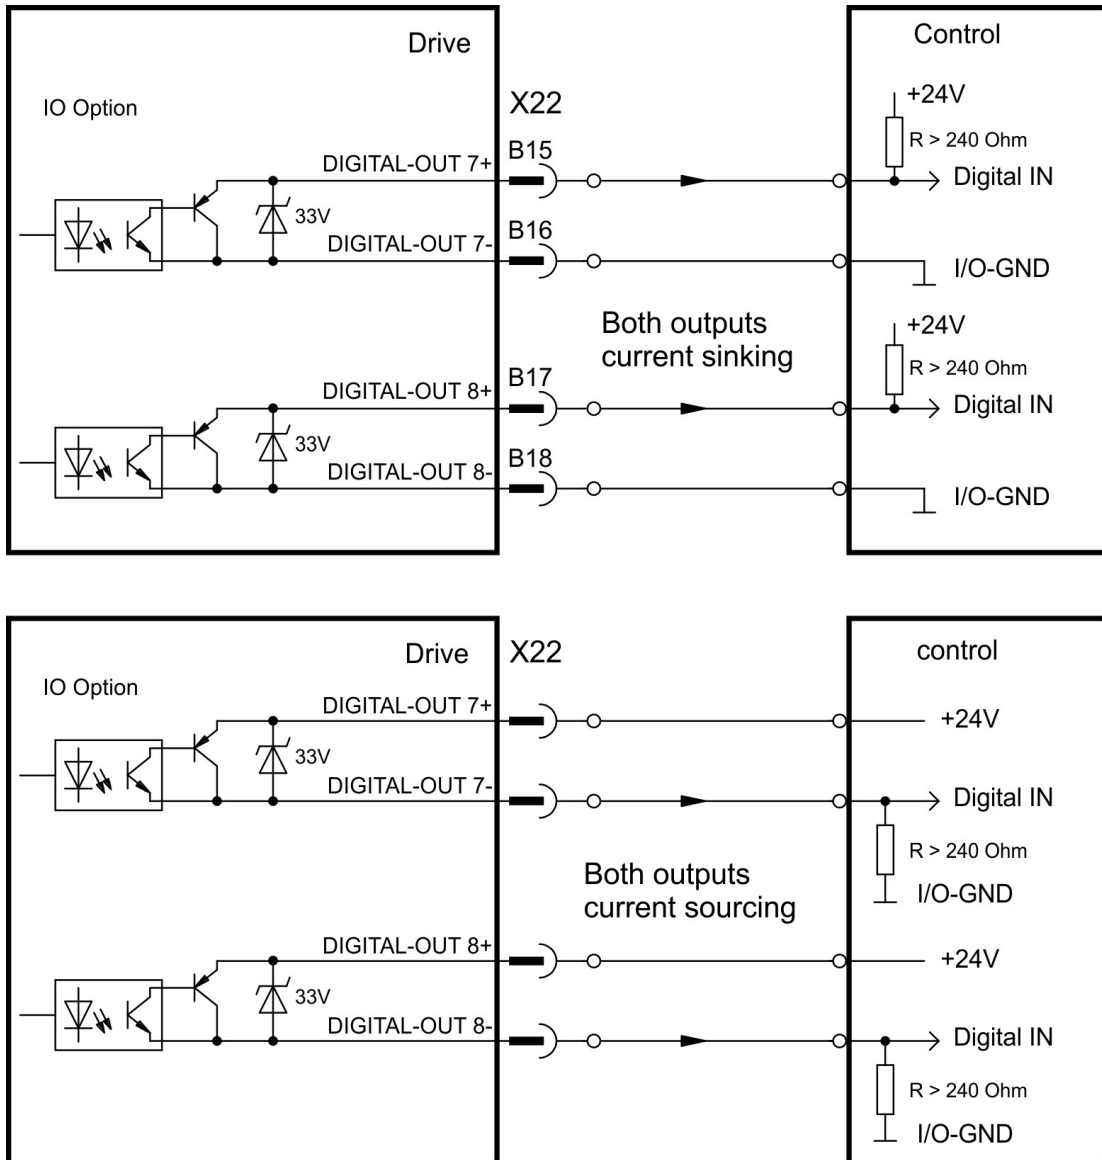 Drive
Control
IO Option
X22
+24V
R > 240 Ohm
DIGITAL-OUT 7+
B15
Digital IN
33V
DIGITAL-OUT 7-
B16
I/O-GND
Both outputs
current sinking
+24V
R > 240 Ohm
DIGITAL-OUT 8+
B17
Digital IN
33V
DIGITAL-OUT 8-
B18
I/O-GND
Drive
X22
control
IO Option
DIGITAL-OUT 7+
+24V
33V
DIGITAL-OUT 7-
Digital IN
R > 240 Ohm
I/O-GND
Both outputs
current sourcing
DIGITAL-OUT 8+
+24V
33V
DIGITAL-OUT 8-
Digital IN
R > 240 Ohm
I/O-GND